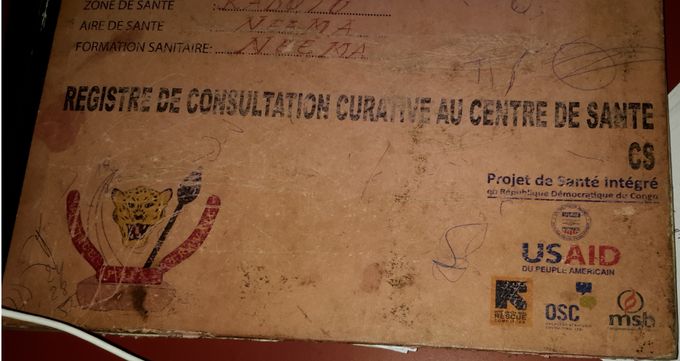 ZONE DE SANTE
AIRE DE SANTE NEEMA
FORMATION SANITAIRE: NEEMA
REGISTRE DE CONSULTATION CURATIVE AU CENTRE DE SANTE
CS
Projet de Santé Intégré
en République Démocratique du Congo
USAID
DU PEUPLE AMERICAIN
RESCUE
OSC
msh